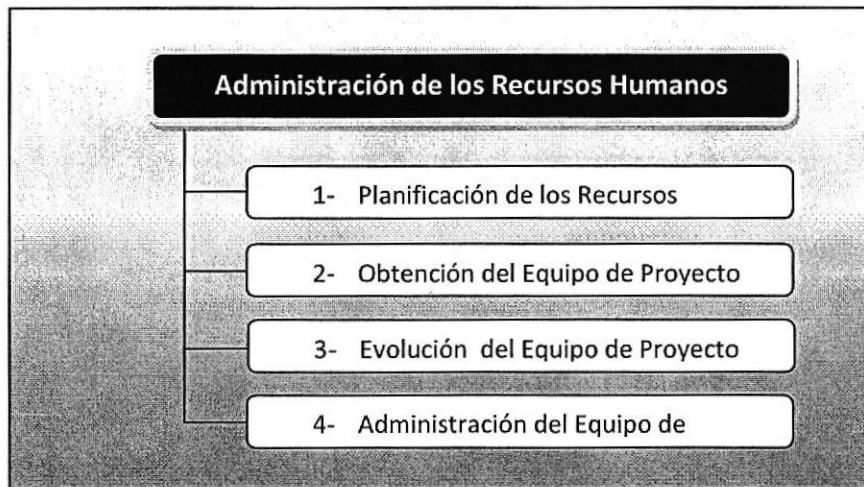 Administración de los Recursos Humanos
1- Planificación de los Recursos
2- Obtención del Equipo de Proyecto
3- Evolución del Equipo de Proyecto
4- Administración del Equipo de